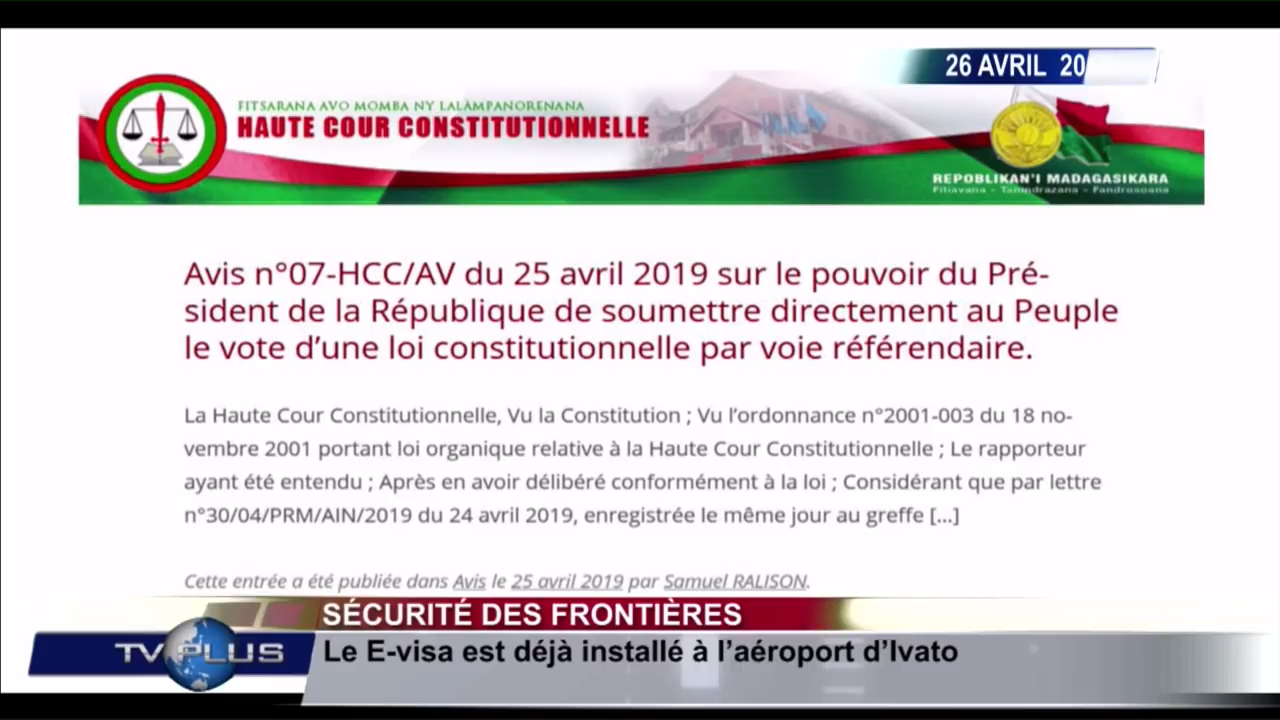 26 AVRIL 20
FITSARANA AVO MOMBA NY LALÀMPANORENANA
HAUTE COUR CONSTITUTIONNELLE
REPOBLIKAN'I MADAGASIKARA
Fitiavana - Tanindrazana - Fandrosoana
Avis n°07-HCC/AV du 25 avril 2019 sur le pouvoir du Pré-
sident de la République de soumettre directement au Peuple
le vote d’une loi constitutionnelle par voie référendaire.
La Haute Cour Constitutionnelle, Vu la Constitution ; Vu l’ordonnance n°2001-003 du 18 no-
vembre 2001 portant loi organique relative à la Haute Cour Constitutionnelle ; Le rapporteur
ayant été entendu ; Après en avoir délibéré conformément à la loi ; Considérant que par lettre
n°30/04/PRM/AIN/2019 du 24 avril 2019, enregistrée le même jour au greffe [...]
Cette entrée a été publiée dans Avis le 25 avril 2019 par Samuel RALISON.
SÉCURITÉ DES FRONTIÈRES
TV PLUS
Le E-visa est déjà installé à l’aéroport d’Ivato